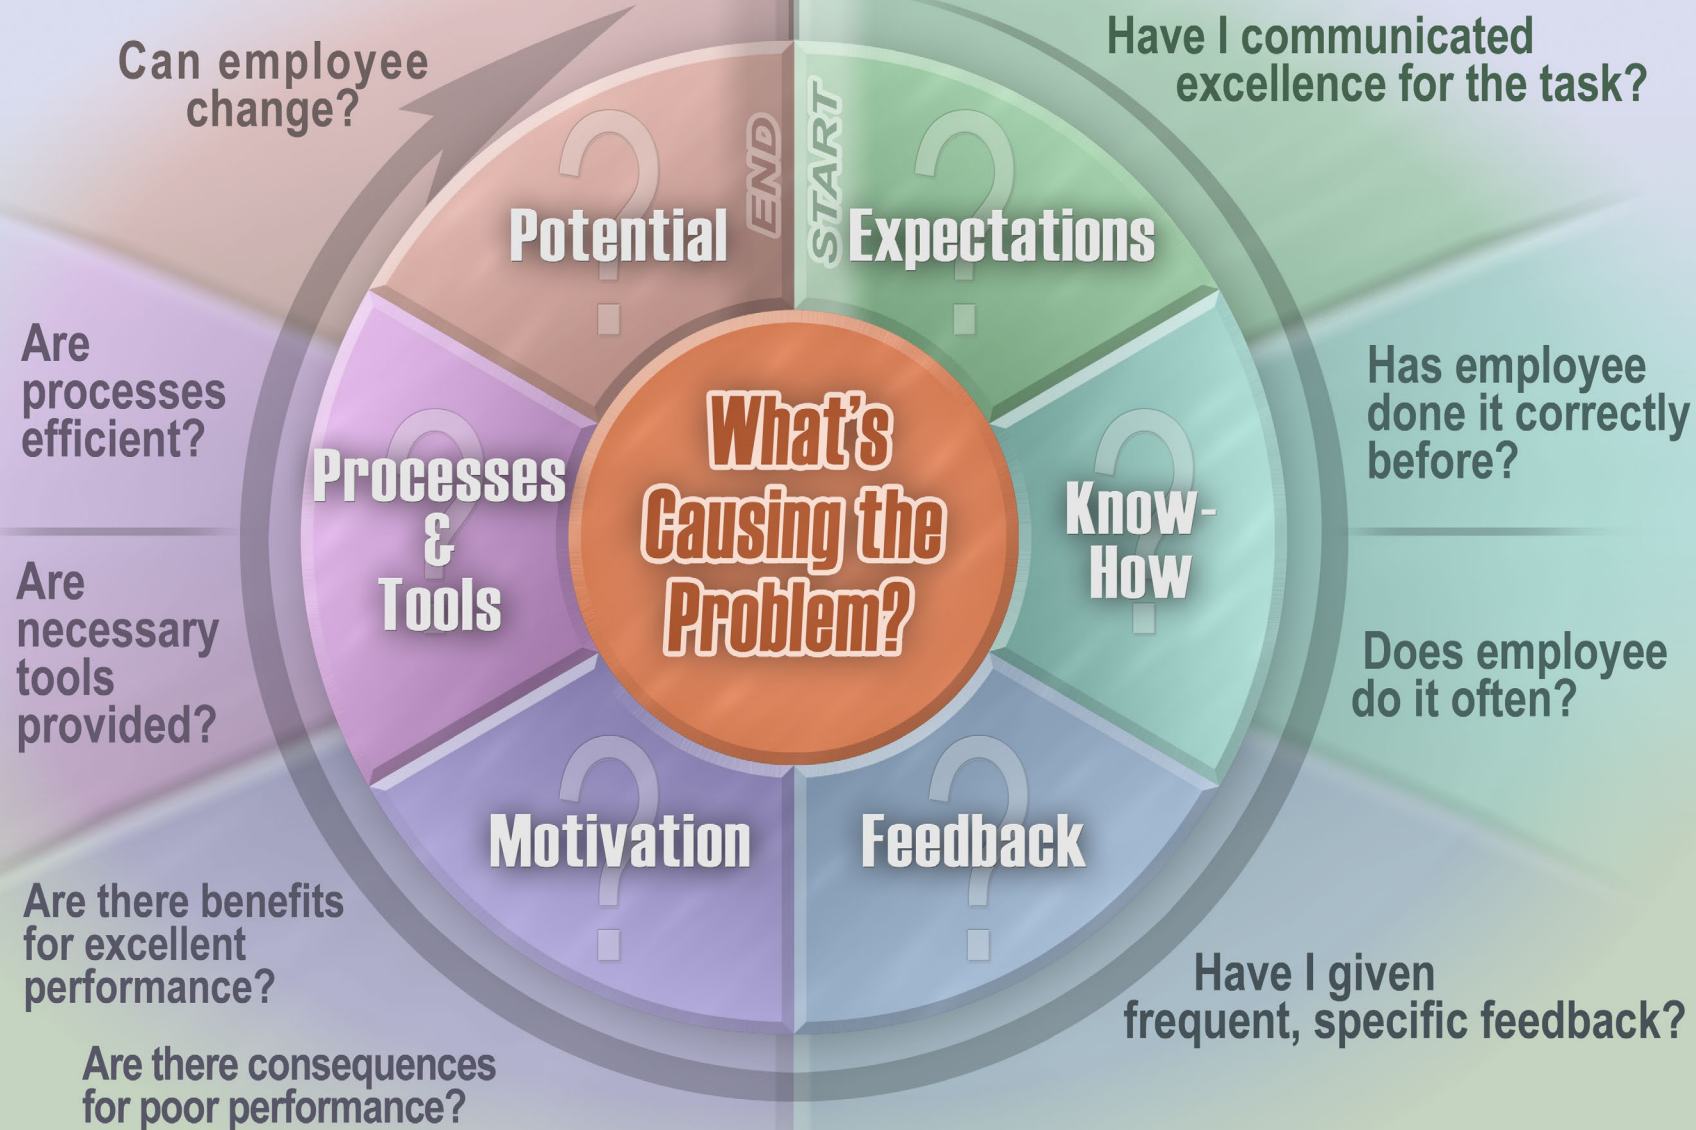 What's
Causing the
Problem?
START
Expectations
Have I communicated
excellence for the task?
Know-
How
Has employee
done it correctly
before?
Does employee
do it often?
Feedback
Have I given
frequent, specific feedback?
Motivation
Are there benefits
for excellent
performance?
Are there consequences
for poor performance?
Processes
&
Tools
Are
processes
efficient?
Are
necessary
tools
provided?
Potential
Can employee
change?
END